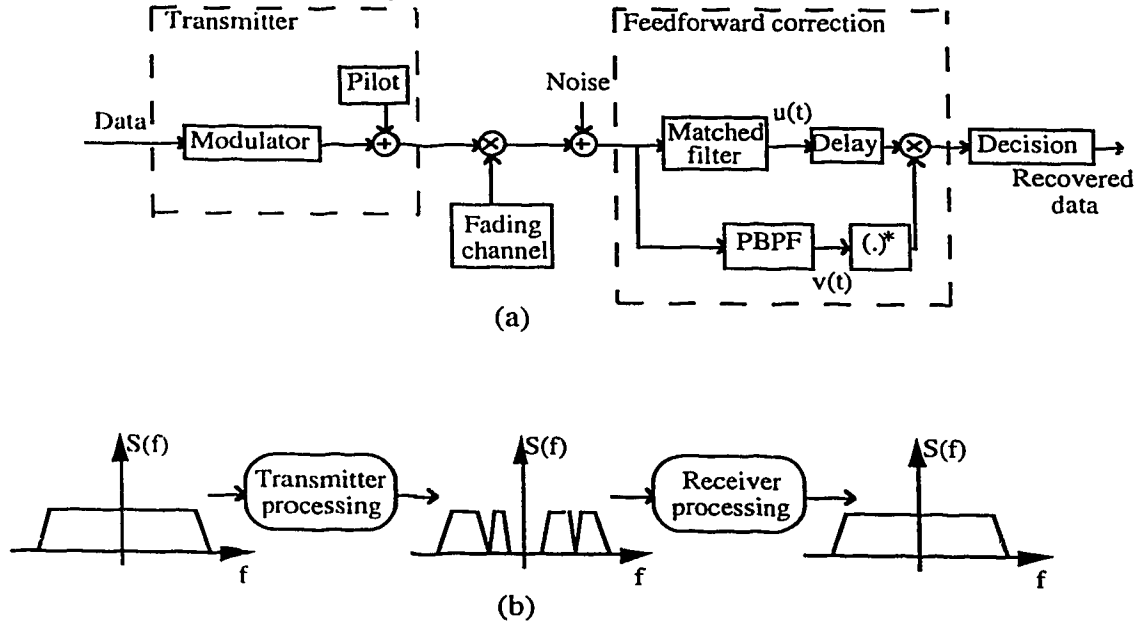 Transmitter
Feedforward correction
Pilot
Noise
Data
Modulator
+
×
+
Matched
filter
u(t)
Delay
×
Decision
Recovered
data
Fading
channel
PBPF
(.)*
v(t)
(a)
S(f)
Transmitter
processing
S(f)
Receiver
processing
S(f)
f
f
f
(b)